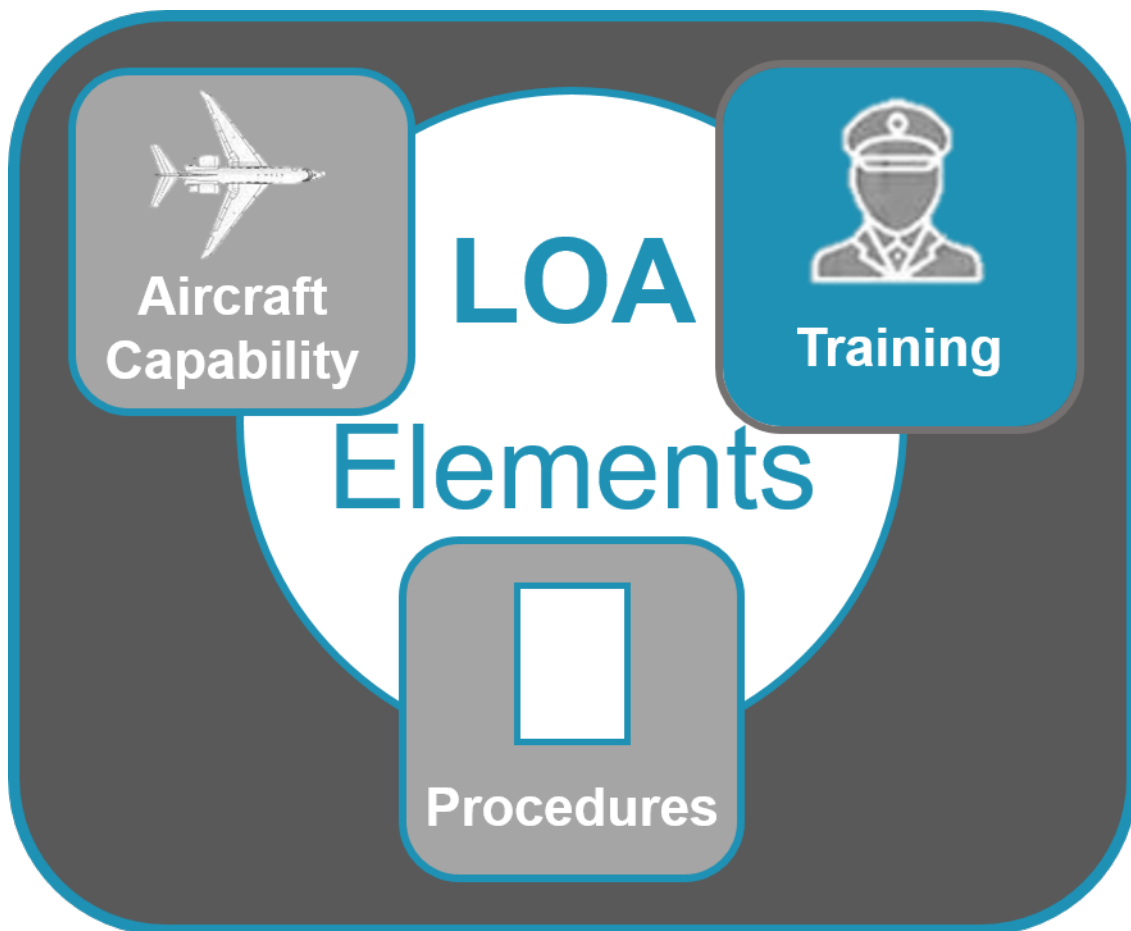 Aircraft
Capability
LOA
Elements
Training
Procedures